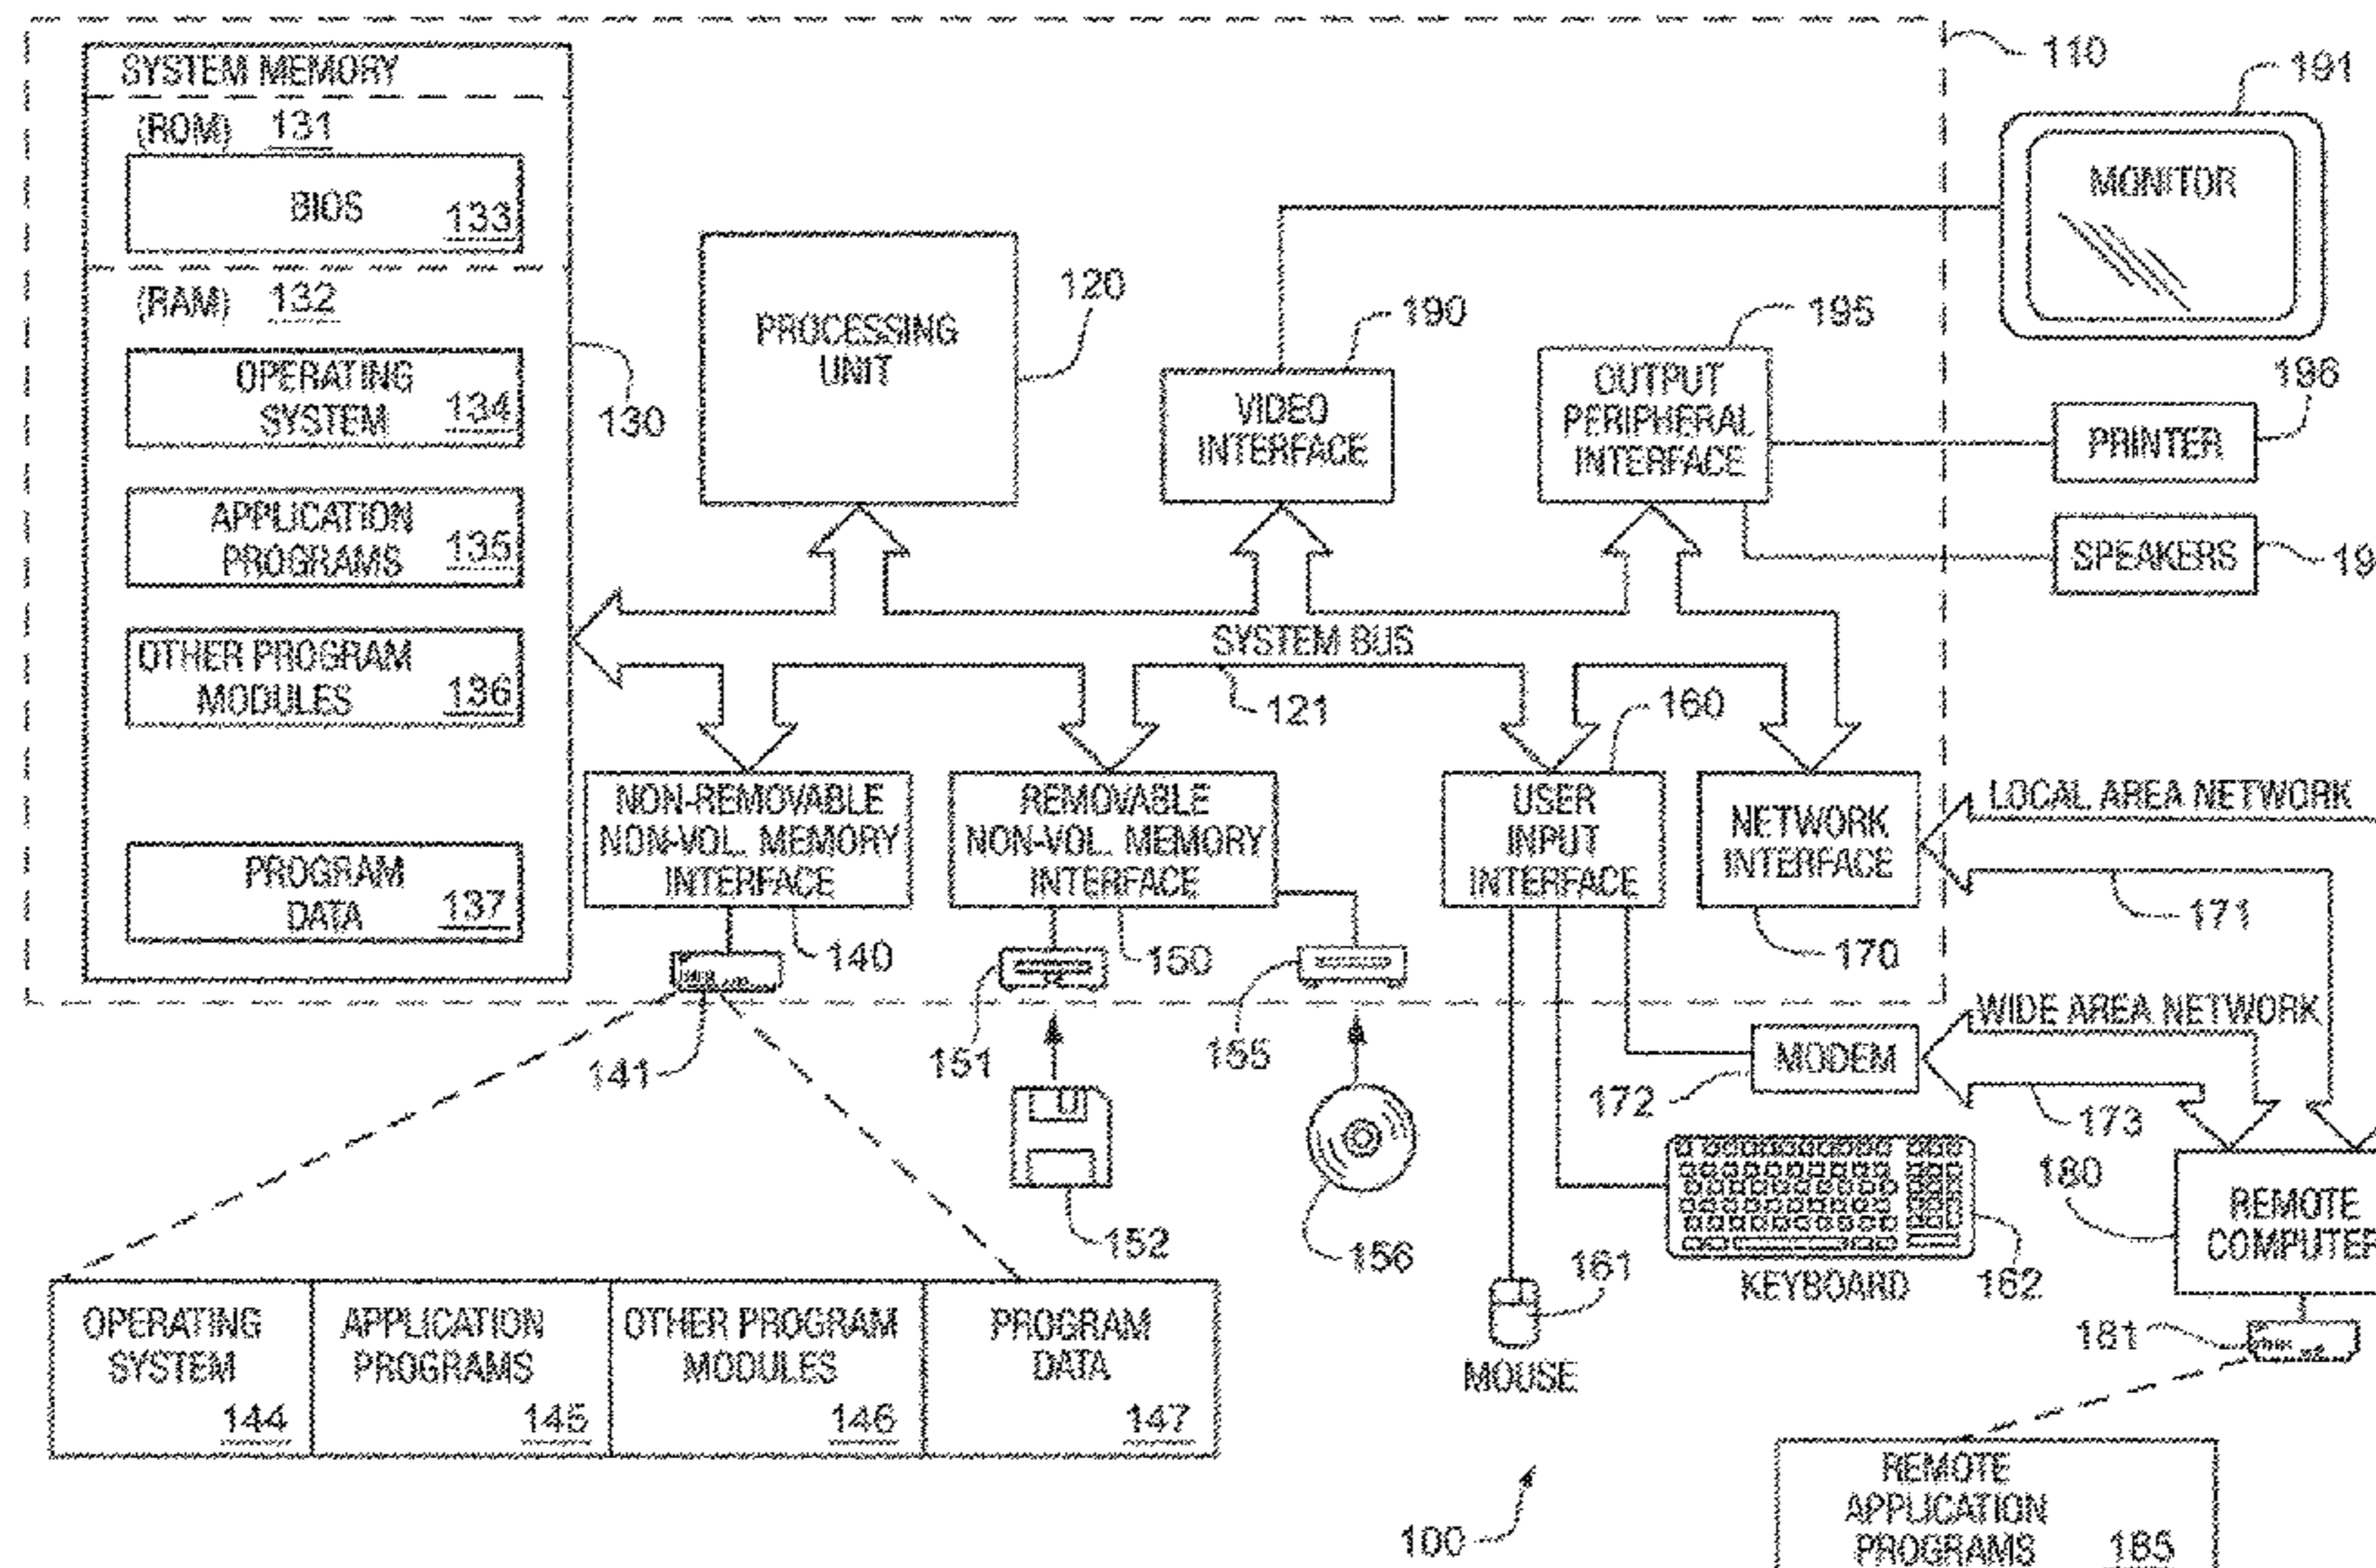 110
191
SYSTEM MEMORY
(ROM) 131
BIOS 133
(RAM) 132
OPERATING
SYSTEM 134
APPLICATION
PROGRAMS 135
OTHER PROGRAM
MODULES 136
PROGRAM
DATA 137
130
PROCESSING
UNIT
120
VIDEO
INTERFACE
190
OUTPUT
PERIPHERAL
INTERFACE
195
MONITOR
196
PRINTER
SPEAKERS
SYSTEM BUS
121
160
NON-REMOVABLE
NON-VOL. MEMORY
INTERFACE
REMOVABLE
NON-VOL. MEMORY
INTERFACE
USER
INPUT
INTERFACE
NETWORK
INTERFACE
LOCAL AREA NETWORK
171
140
150
155
170
151
141
WIDE AREA NETWORK
MODEM
172
173
180
152
156
161
KEYBOARD
162
REMOTE
COMPUTER
181
MOUSE
OPERATING
SYSTEM
144
APPLICATION
PROGRAMS
145
OTHER PROGRAM
MODULES
146
PROGRAM
DATA
147
100
REMOTE
APPLICATION
PROGRAMS 185